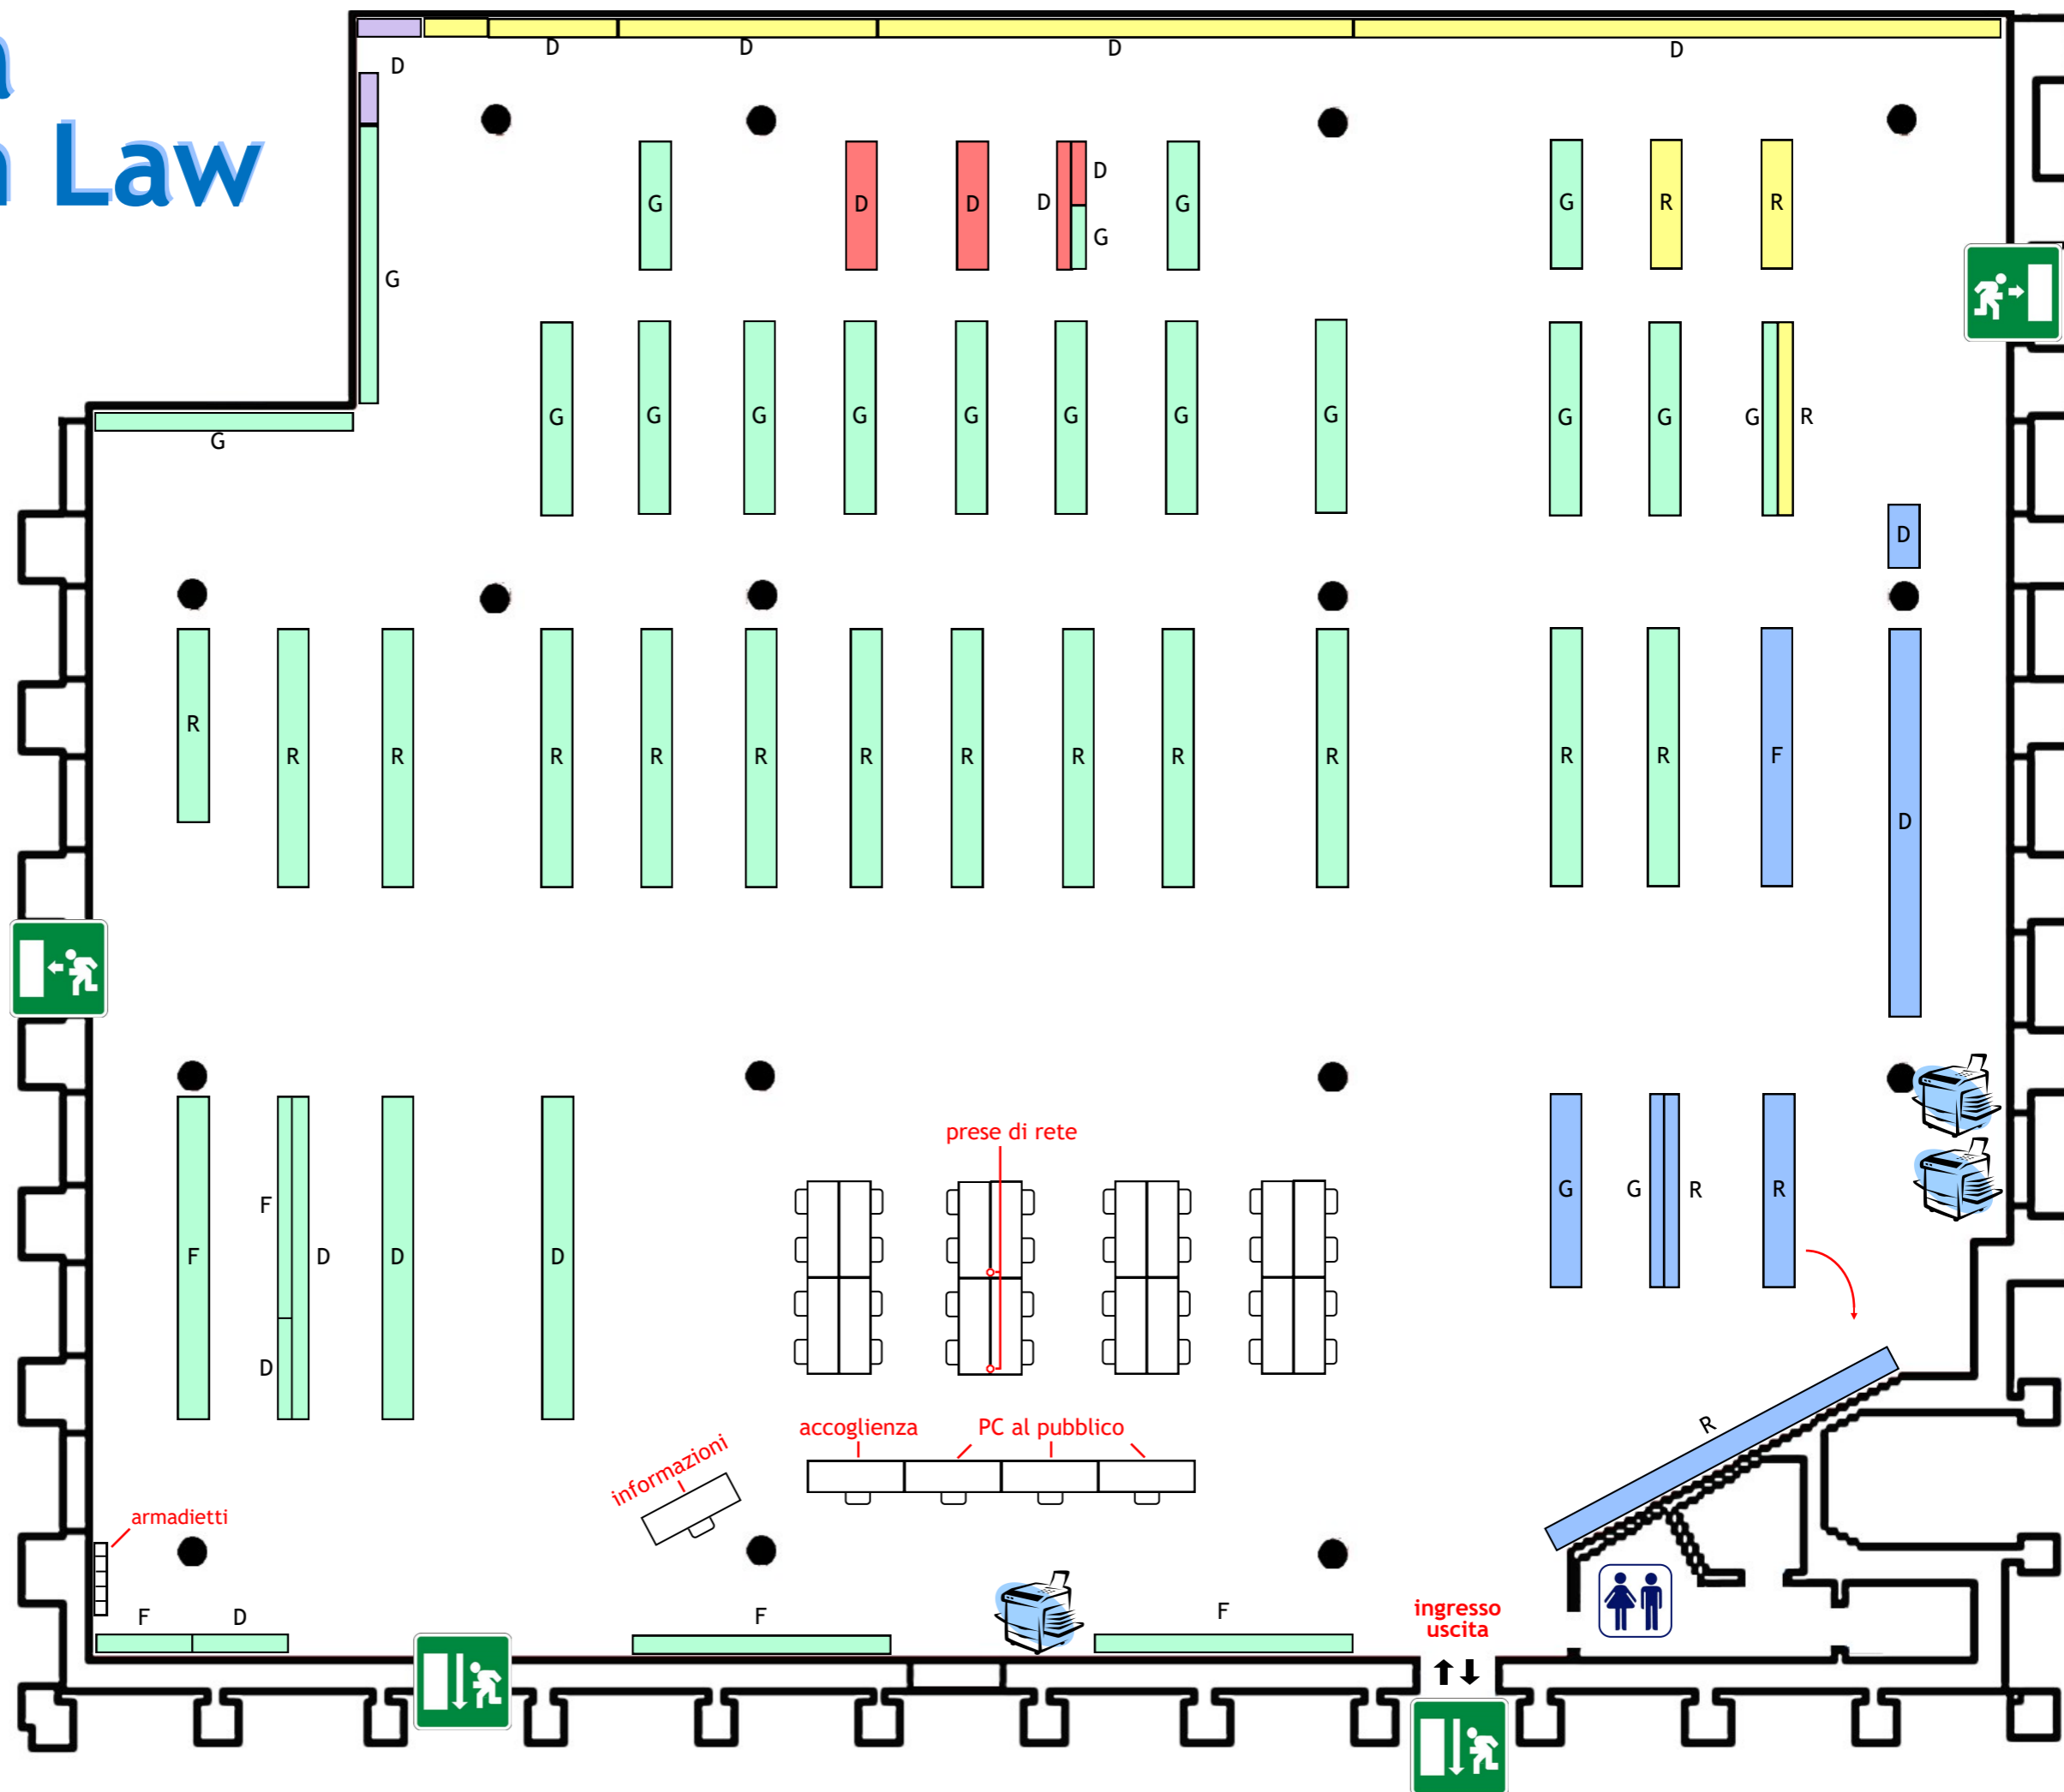 Law
D D D D
D
D
G D D D G G R R
G
G
G G G G G G G G G G G R
G
D
R
R R R R R R R R R R R R F
D
prese di rete
G G R R
F
F D D D
D
R
accoglienza PC al pubblico
informazioni
armadietti
F D F F
ingresso
uscita